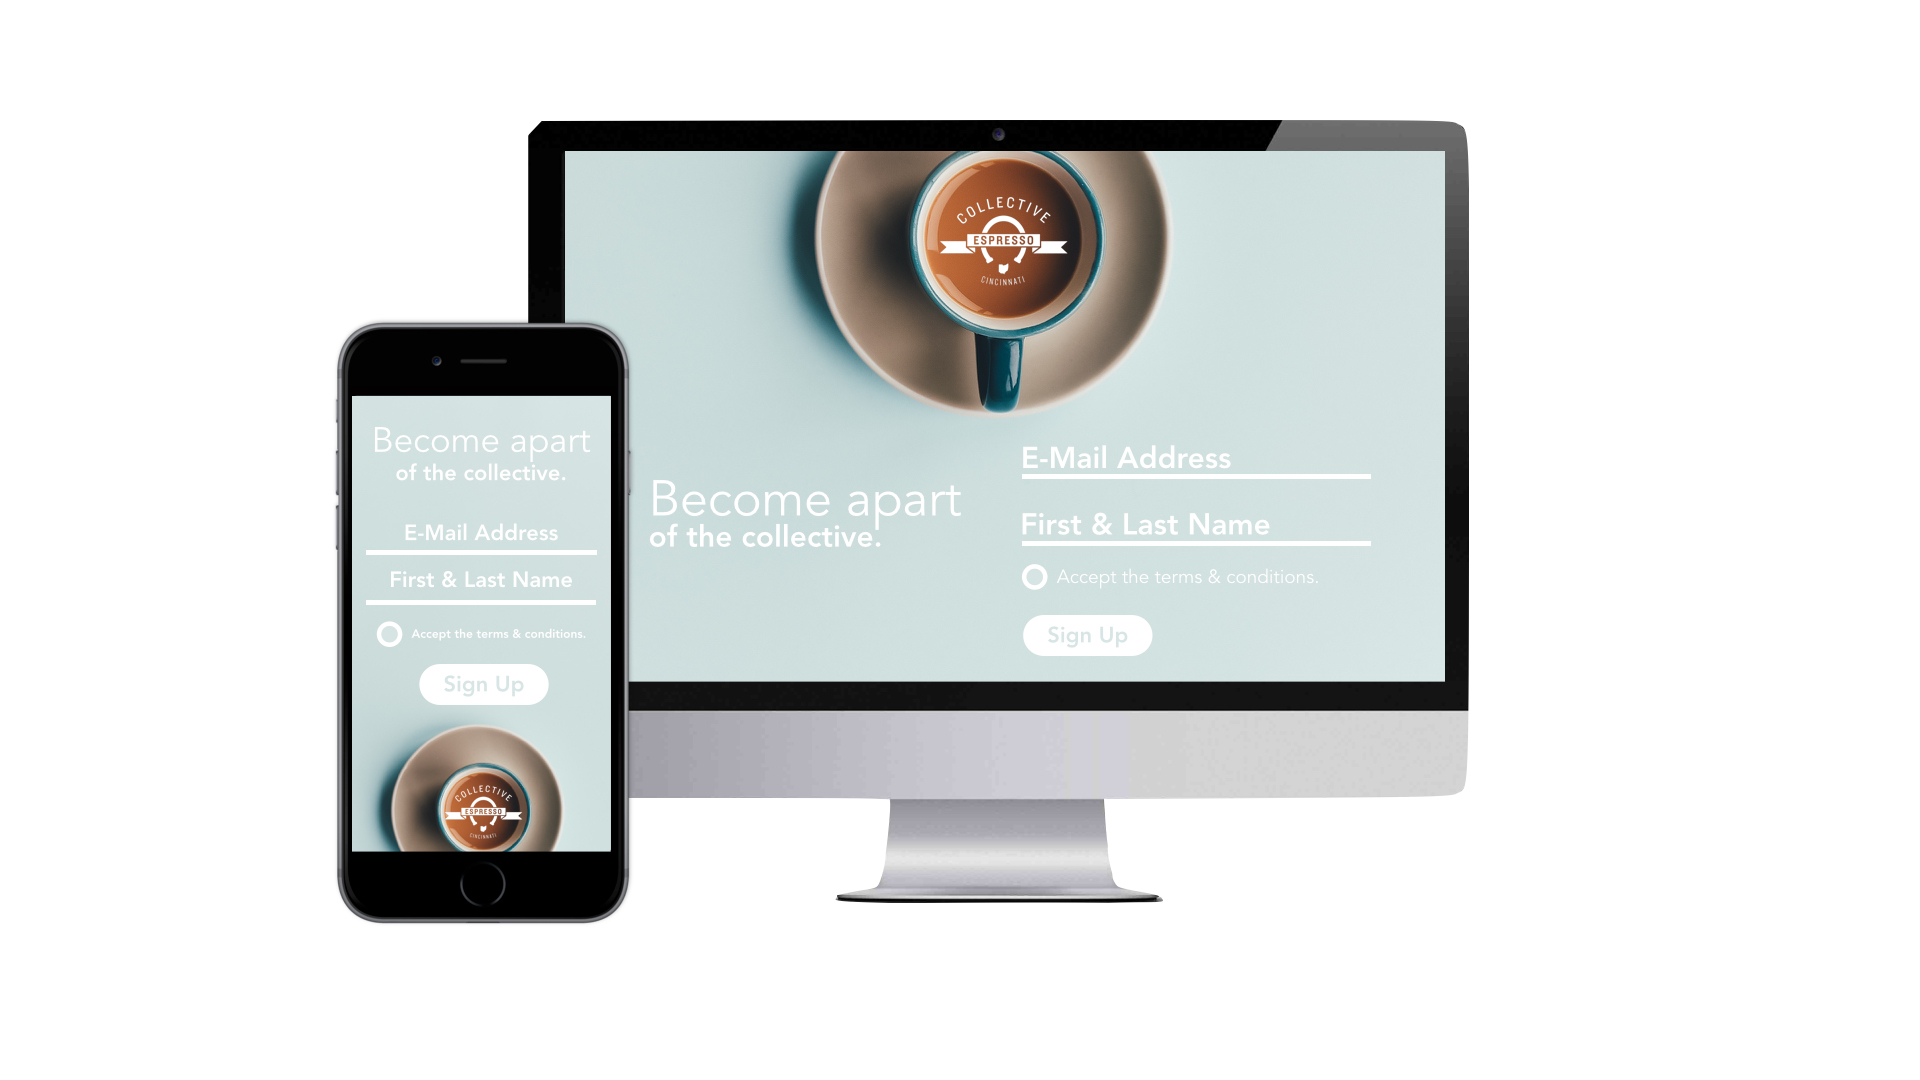 COLLECTIVE
ESPRESSO
CINCINNATI
Become apart
of the collective.
E-Mail Address
First & Last Name
Accept the terms & conditions.
Sign Up
Become apart
of the collective.
E-Mail Address
First & Last Name
Accept the terms & conditions.
Sign Up
COLLECTIVE
ESPRESSO
CINCINNATI